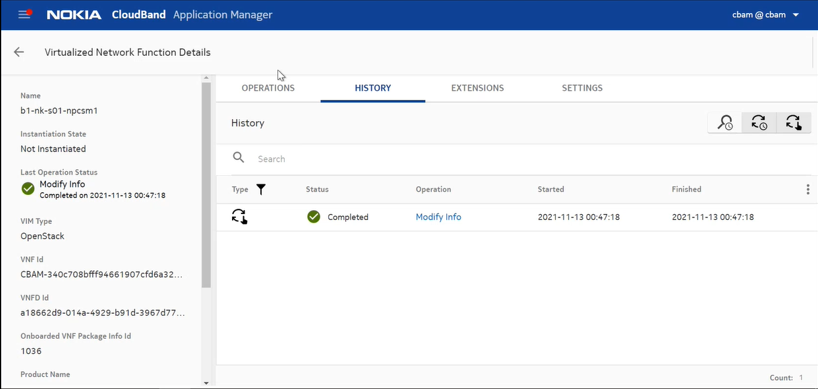 NOKIA CloudBand Application Manager
cbam @ cbam
Virtualized Network Function Details
Name
b1-nk-s01-npcsm1
Instantiation State
Not Instantiated
Last Operation Status
Modify Info
Completed on 2021-11-13 00:47:18
VIM Type
OpenStack
VNF Id
CBAM-340c708bfff94661907cfd6a32...
VNFD Id
a18662d9-014a-4929-b91d-3967d77...
Onboarded VNF Package Info Id
1036
Product Name
OPERATIONS HISTORY EXTENSIONS SETTINGS
History
Search
Type Status Operation Started Finished
Completed Modify Info 2021-11-13 00:47:18 2021-11-13 00:47:18
Count: 1